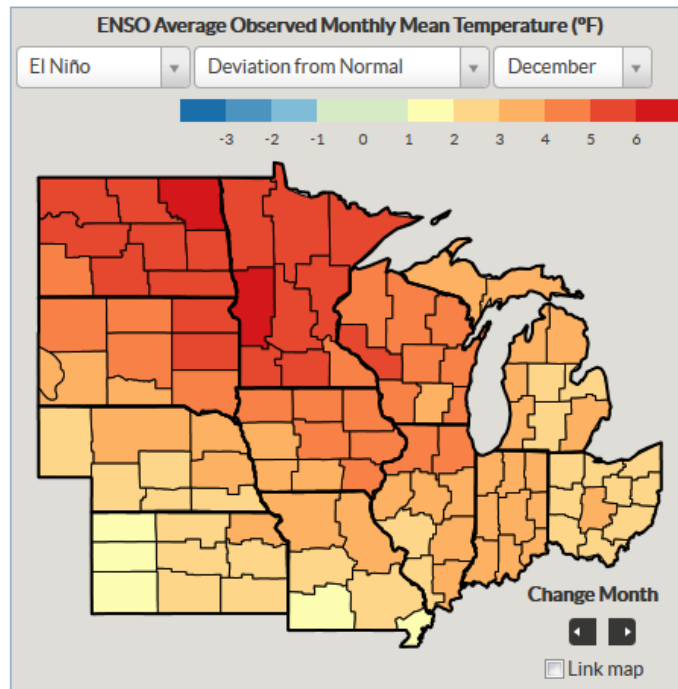 ENSO Average Observed Monthly Mean Temperature (ºF)
El Niño Deviation from Normal December
-3 -2 -1 0 1 2 3 4 5 6
Change Month
Link map